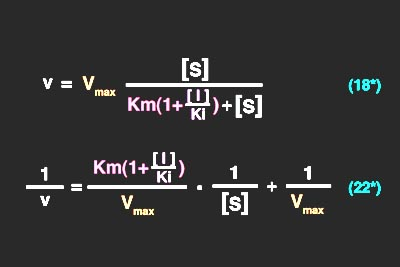 v = Vmax [S] / Km(1+[I]/Ki)+[S] (18*)
1/v = Km(1+[I]/Ki) / Vmax · 1/[S] + 1/Vmax (22*)